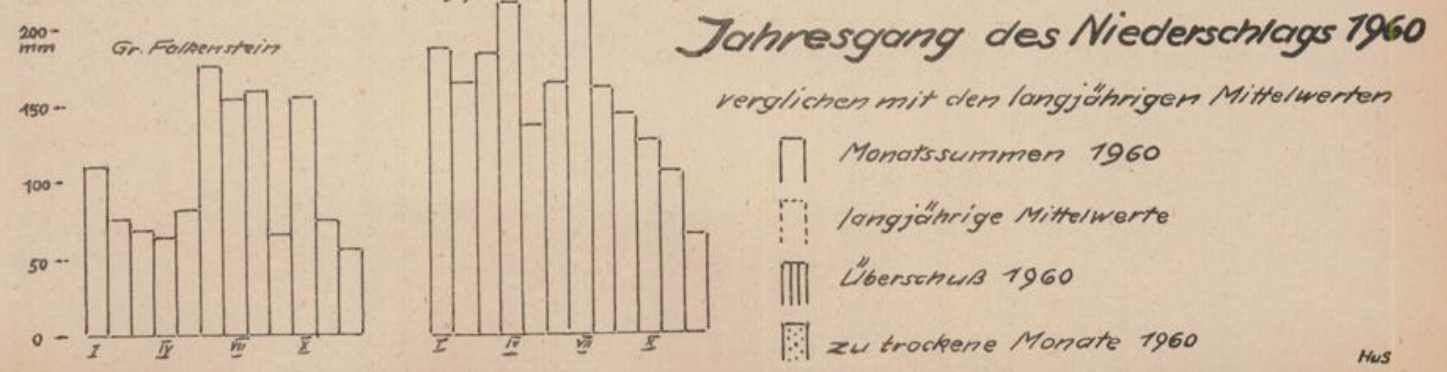 200
mm
Gr. Falkenstein
150
100
50
0
I IV VII X
I IV VII X
Jahresgang des Niederschlags 1960
verglichen mit den langjährigen Mittelwerten
Monatssummen 1960
langjährige Mittelwerte
Überschuß 1960
zu trockene Monate 1960
HuS